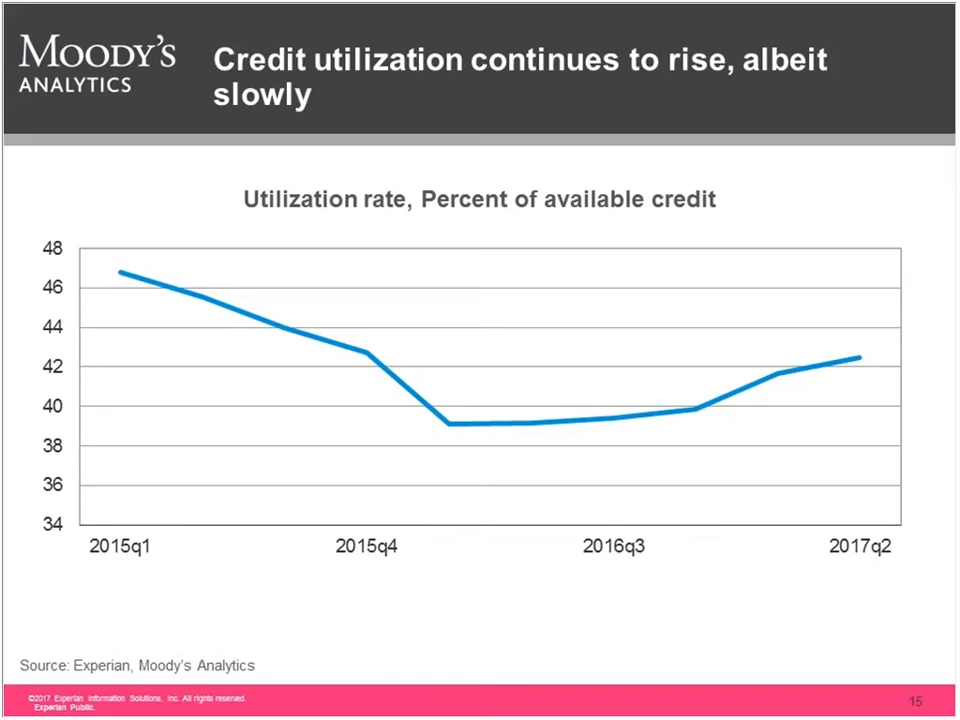 MOODY'S
ANALYTICS
Credit utilization continues to rise, albeit
slowly
Utilization rate, Percent of available credit
48
46
44
42
40
38
36
34
2015q1 2015q4 2016q3 2017q2
Source: Experian, Moody's Analytics
©2017 Experian Information Solutions, Inc. All rights reserved.
Experian Public.
15